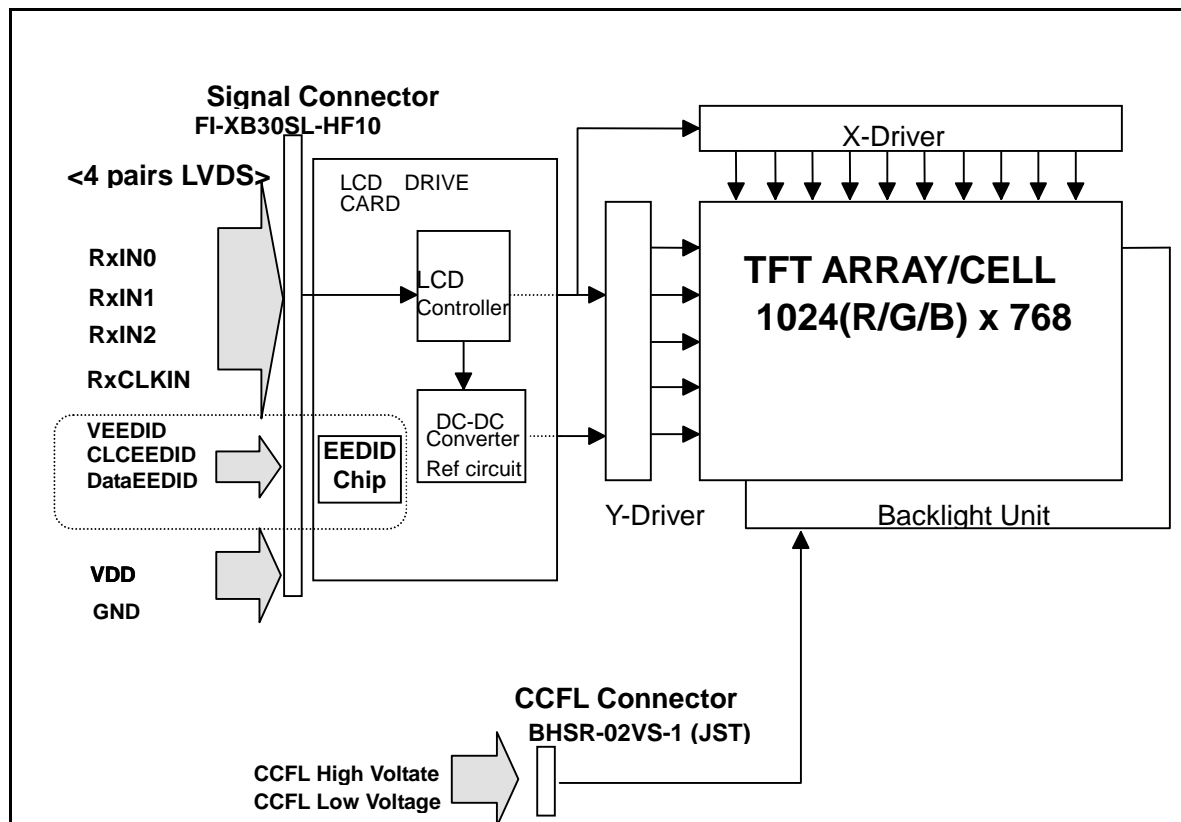 Signal Connector
FI-XB30SL-HF10
<4 pairs LVDS>
RxIN0
RxIN1
RxIN2
RxCLKIN
VEEDID
CLCEEDID
DataEEDID
VDD
GND
LCD DRIVE
CARD
LCD
Controller
DC-DC
Converter
Ref circuit
EEDID
Chip
X-Driver
Y-Driver
TFT ARRAY/CELL
1024(R/G/B) x 768
Backlight Unit
CCFL Connector
BHSR-02VS-1 (JST)
CCFL High Voltate
CCFL Low Voltage